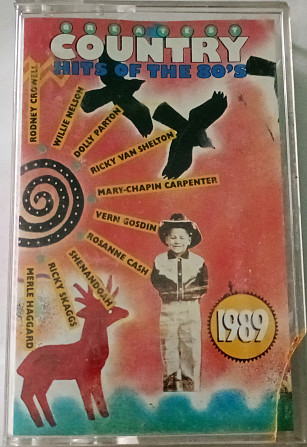 GREATEST
COUNTRY
HITS OF THE 80'S
RODNEY CROWELL
WILLIE NELSON
DOLLY PARTON
RICKY VAN SHELTON
MARY-CHAPIN CARPENTER
VERN GOSDIN
ROSANNE CASH
SHENANDOAH
RICKY SKAGGS
MERLE HAGGARD
1989